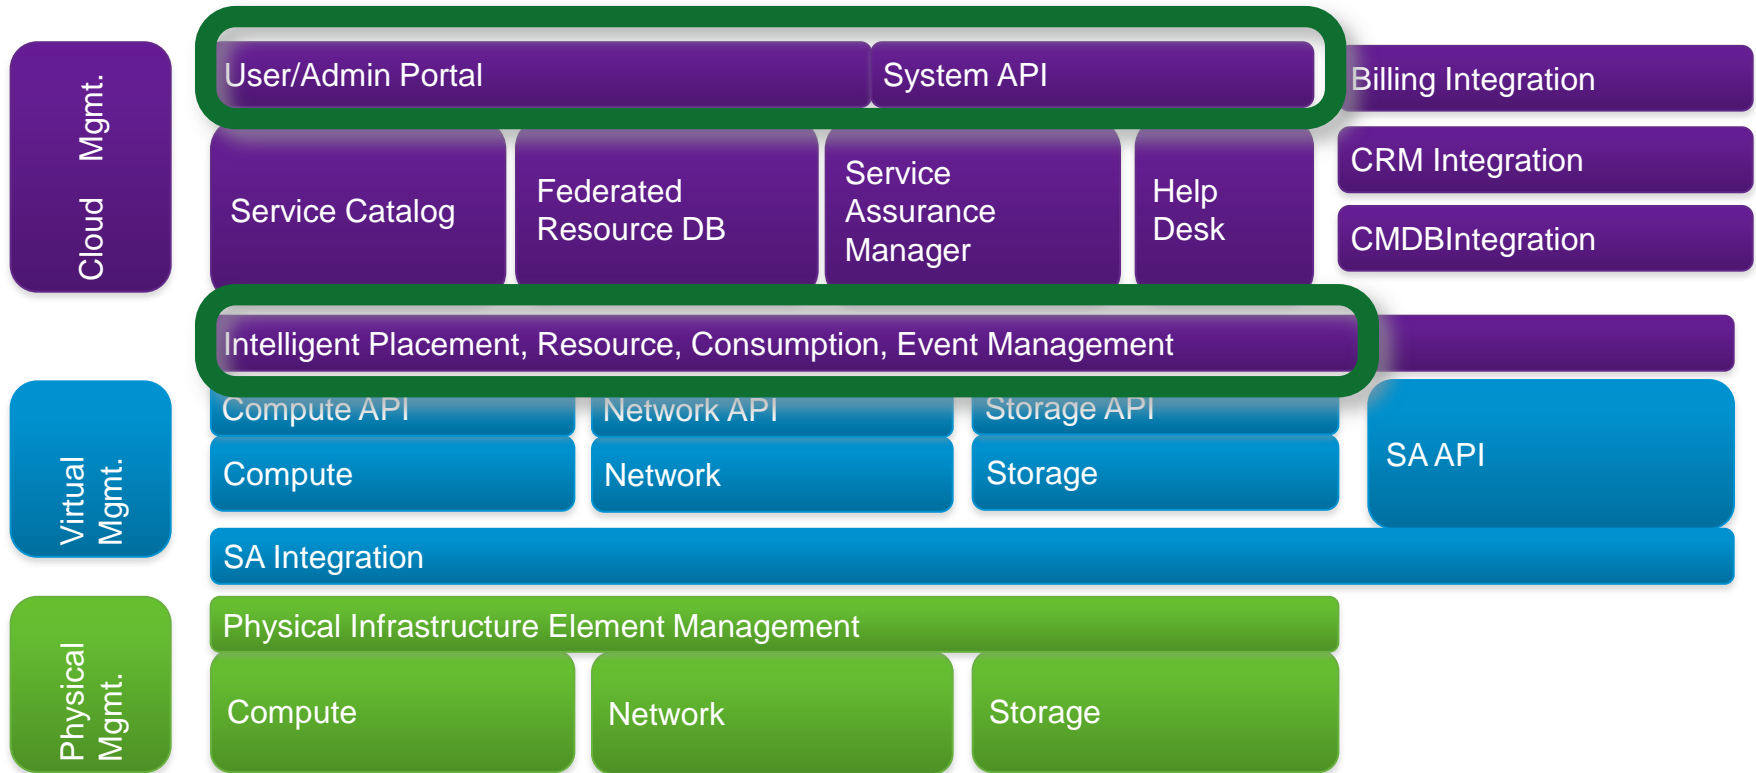 Cloud Mgmt.
User/Admin Portal
System API
Billing Integration
CRM Integration
CMDBIntegration
Service Catalog
Federated
Resource DB
Service
Assurance
Manager
Help
Desk
Intelligent Placement, Resource, Consumption, Event Management
Virtual
Mgmt.
Compute API
Network API
Storage API
SA API
Compute
Network
Storage
SA Integration
Physical
Mgmt.
Physical Infrastructure Element Management
Compute
Network
Storage